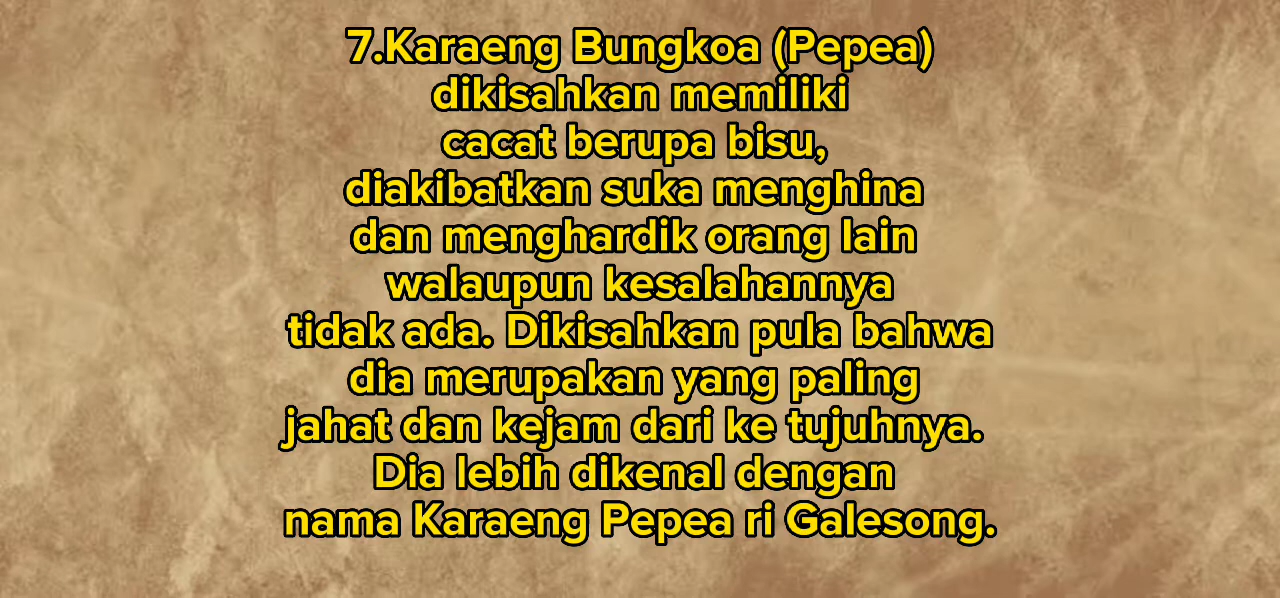 7.Karaeng Bungkoa (Pepea)
dikisahkan memiliki
cacat berupa bisu,
diakibatkan suka menghina
dan menghardik orang lain
walaupun kesalahannya
tidak ada. Dikisahkan pula bahwa
dia merupakan yang paling
jahat dan kejam dari ke tujuhnya.
Dia lebih dikenal dengan
nama Karaeng Pepea ri Galesong.